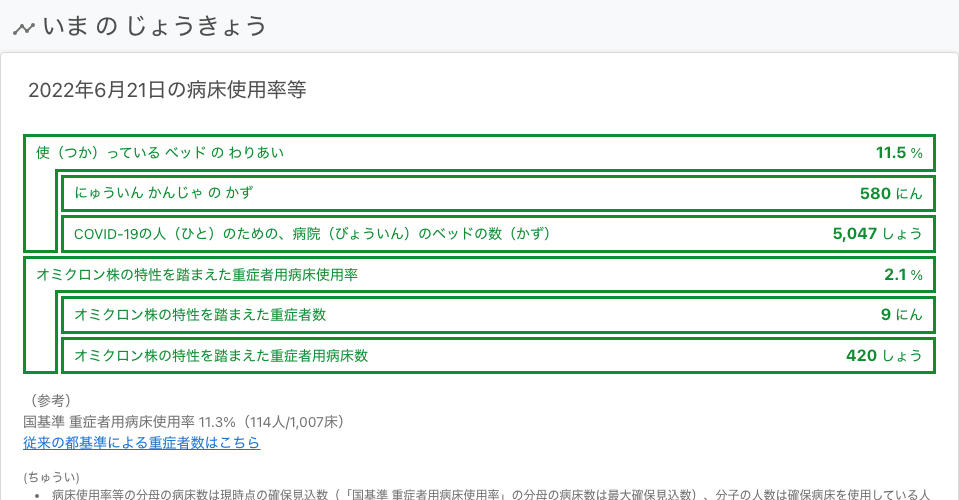 いま の じょうきょう
2022年6月21日の病床使用率等
使（つか）っている ベッド の わりあい 11.5 %
にゅういん かんじゃ の かず 580 にん
COVID-19の人（ひと）のための、病院（びょういん）のベッドの数（かず） 5,047 しょう
オミクロン株の特性を踏まえた重症者用病床使用率 2.1 %
オミクロン株の特性を踏まえた重症者数 9 にん
オミクロン株の特性を踏まえた重症者用病床数 420 しょう
（参考）
国基準 重症者用病床使用率 11.3%（114人/1,007床）
従来の都基準による重症者数はこちら
(ちゅうい)
• 病床使用率等の分母の病床数は現時点の確保見込数（「国基準 重症者用病床使用率」の分母の病床数は最大確保見込数）、分子の人数は確保病床を使用している人